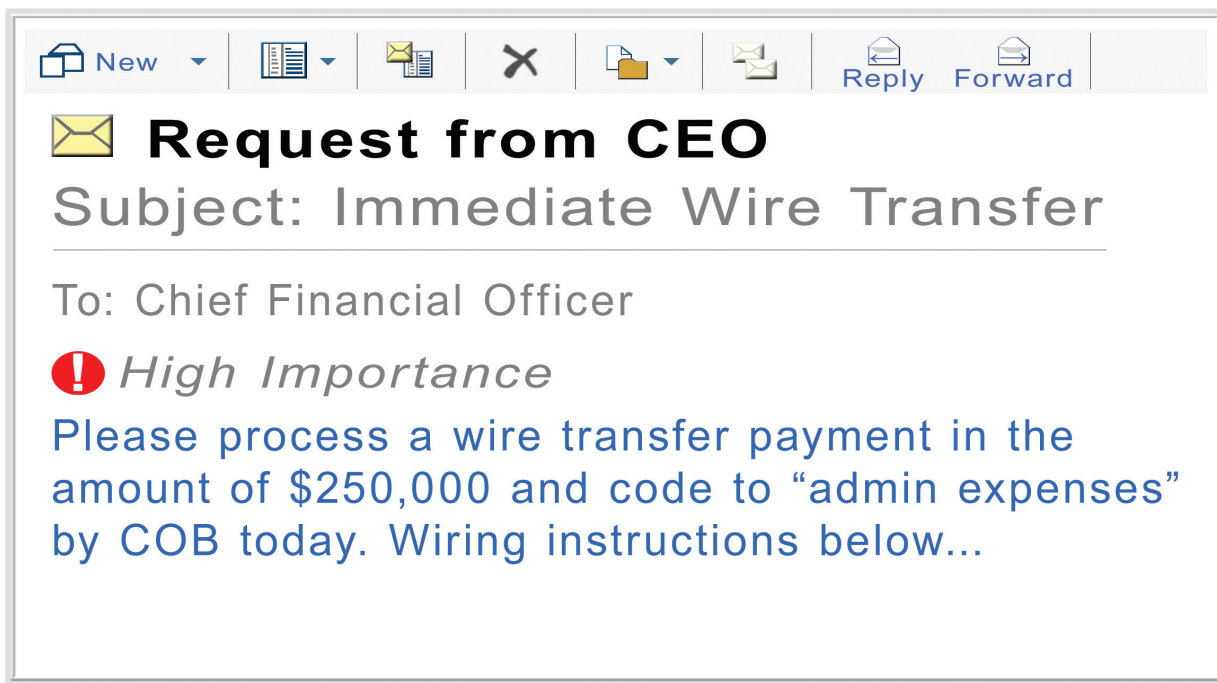 New
Reply Forward
Request from CEO
Subject: Immediate Wire Transfer
To: Chief Financial Officer
! High Importance
Please process a wire transfer payment in the
amount of $250,000 and code to “admin expenses”
by COB today. Wiring instructions below...